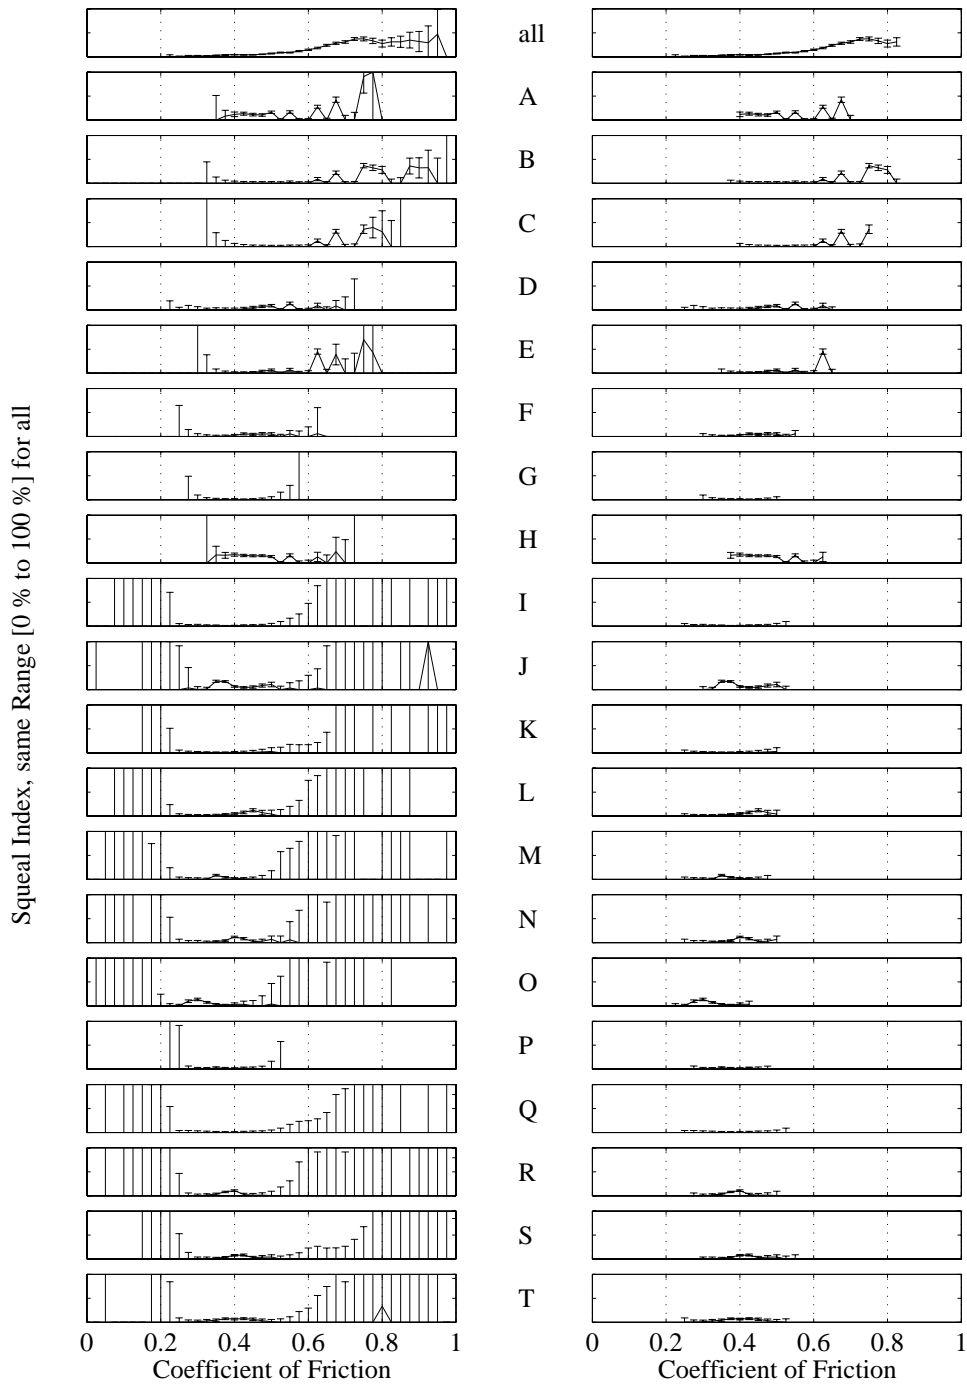 Squeal Index, same Range [0 % to 100 %] for all
all
A
B
C
D
E
F
G
H
I
J
K
L
M
N
O
P
Q
R
S
T
0 0.2 0.4 0.6 0.8 1
Coefficient of Friction
0 0.2 0.4 0.6 0.8 1
Coefficient of Friction